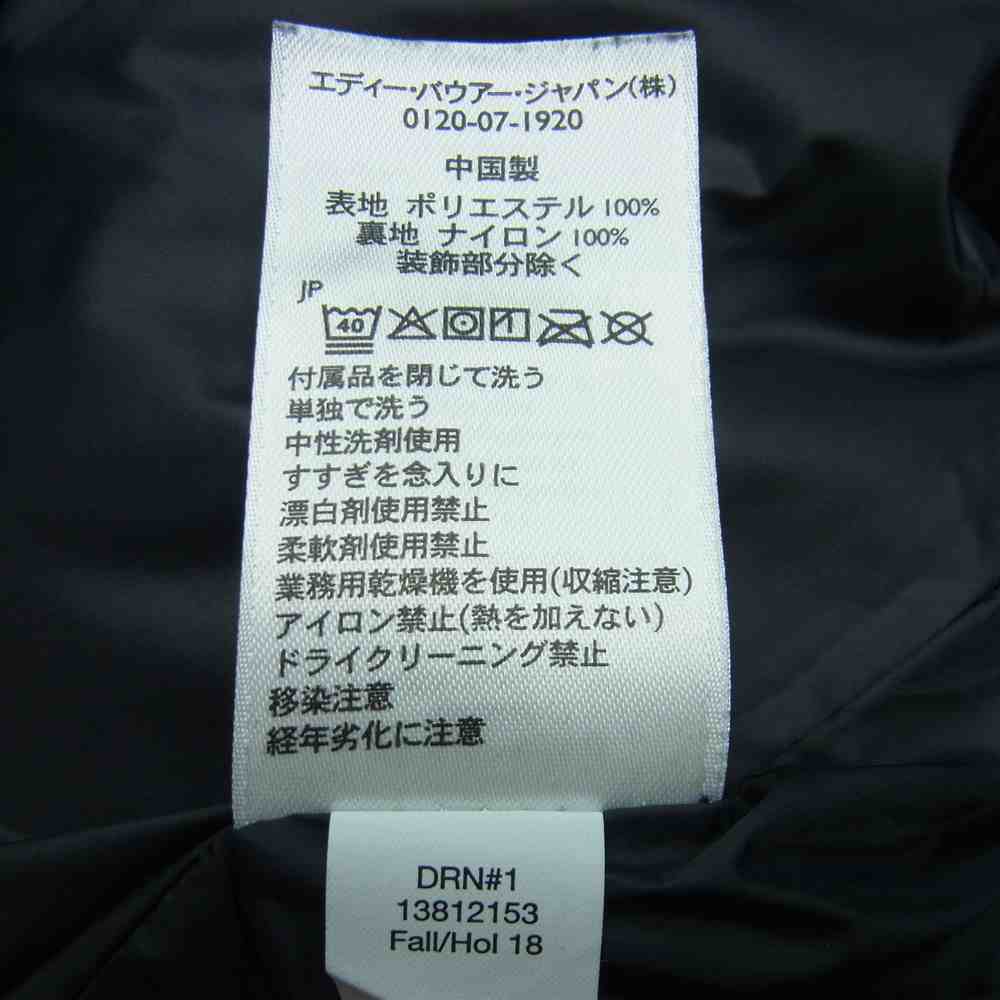 エディー・バウアー・ジャパン(株)
0120-07-1920
中国製
表地 ポリエステル 100%
裏地 ナイロン 100%
装飾部分除く
JP
40 1
付属品を閉じて洗う
単独で洗う
中性洗剤使用
すすぎを念入りに
漂白剤使用禁止
柔軟剤使用禁止
業務用乾燥機を使用(収縮注意)
アイロン禁止(熱を加えない)
ドライクリーニング禁止
移染注意
経年劣化に注意
DRN#1
13812153
Fall/Hol 18